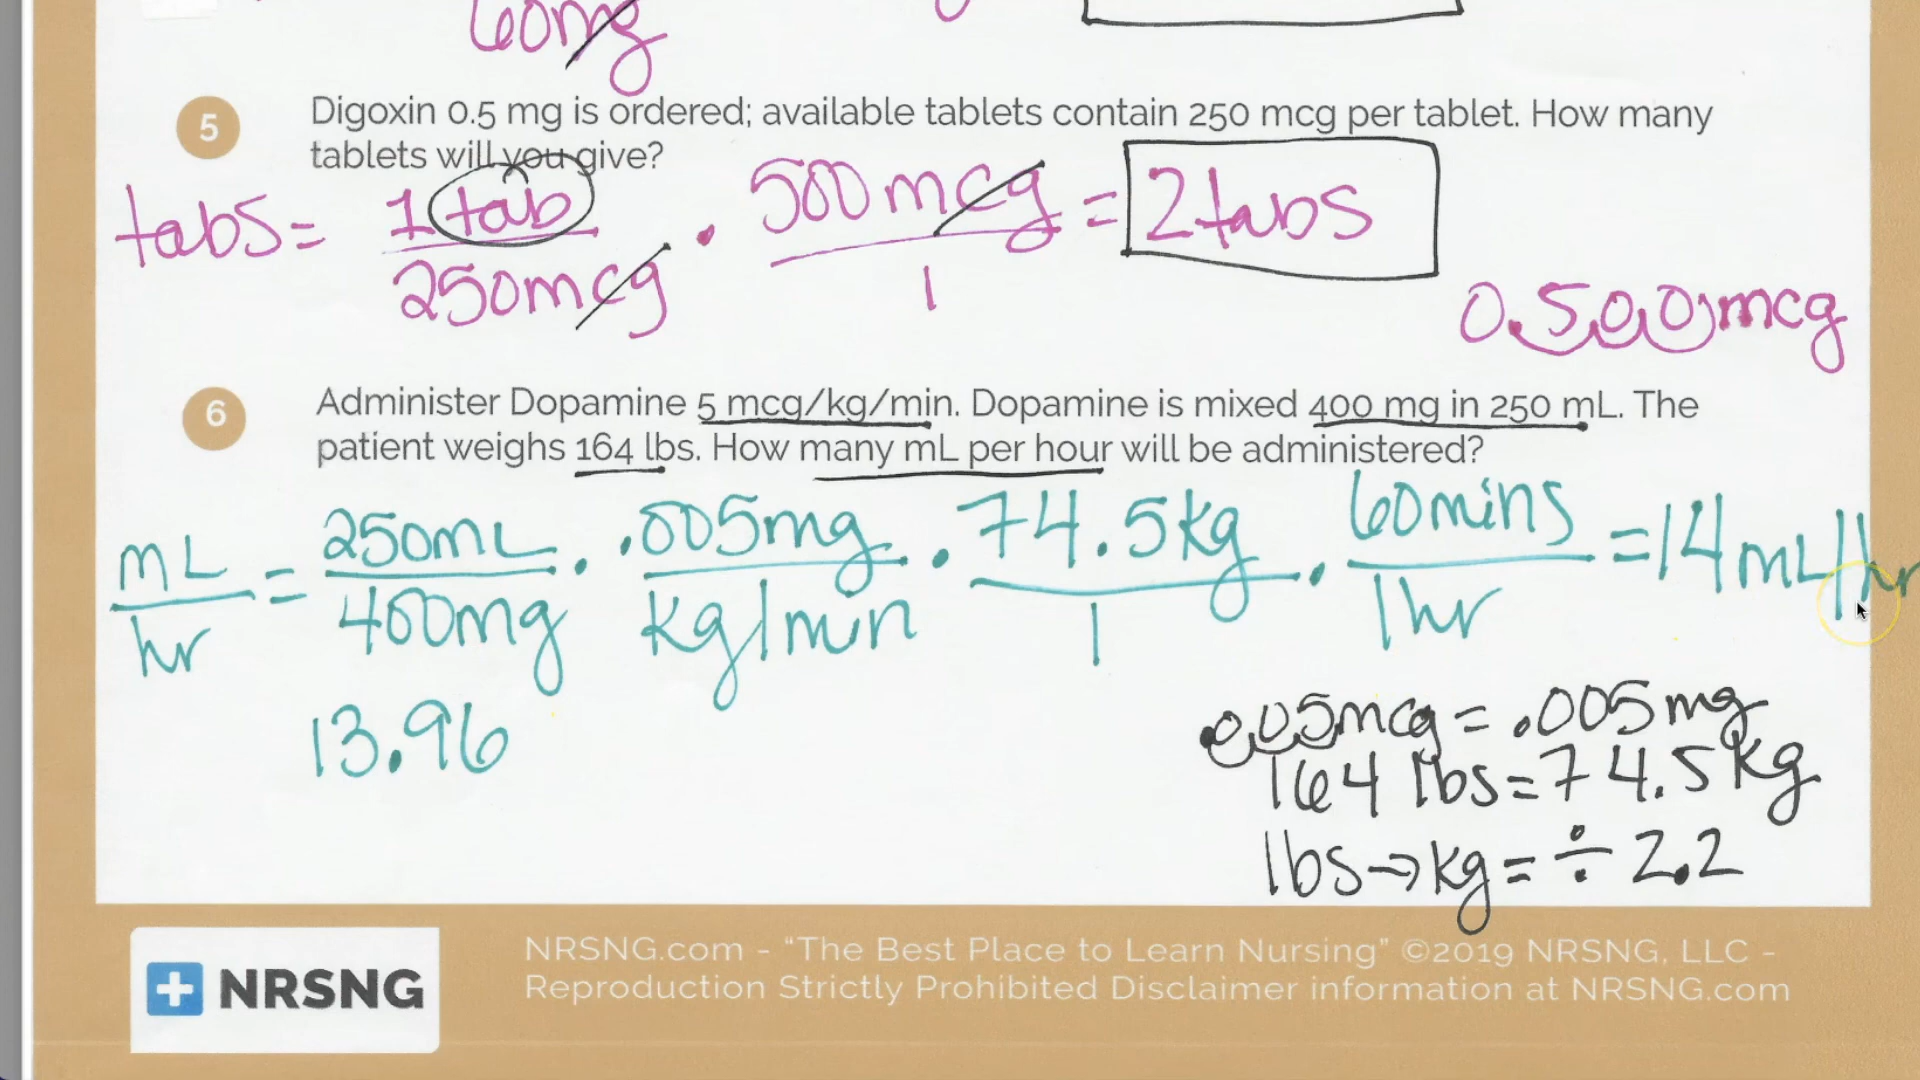 60mg
5
Digoxin 0.5 mg is ordered; available tablets contain 250 mcg per tablet. How many
tablets will you give?
tabs = 1 tab / 250mcg · 500mcg / 1 = 2 tabs
0.500 mcg
6
Administer Dopamine 5 mcg/kg/min. Dopamine is mixed 400 mg in 250 mL. The
patient weighs 164 lbs. How many mL per hour will be administered?
mL / hr = 250mL / 400mg · .005mg / kg/min · 74.5kg / 1 · 60mins / 1hr = 14mL/hr
13.96
.005mcg = .005mg
164 lbs = 74.5kg
lbs → kg = ÷ 2.2
NRSNG
NRSNG.com - “The Best Place to Learn Nursing” ©2019 NRSNG, LLC -
Reproduction Strictly Prohibited Disclaimer information at NRSNG.com